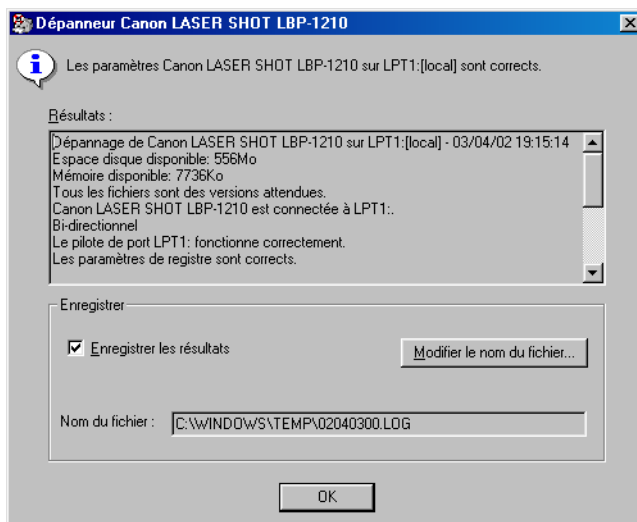 Dépanneur Canon LASER SHOT LBP-1210
Les paramètres Canon LASER SHOT LBP-1210 sur LPT1:[local] sont corrects.
Résultats :
Dépannage de Canon LASER SHOT LBP-1210 sur LPT1:[local] - 03/04/02 19:15:14
Espace disque disponible: 556Mo
Mémoire disponible: 7736Ko
Tous les fichiers sont des versions attendues.
Canon LASER SHOT LBP-1210 est connectée à LPT1:.
Bi-directionnel
Le pilote de port LPT1: fonctionne correctement.
Les paramètres de registre sont corrects.
Enregistrer
Enregistrer les résultats
Modifier le nom du fichier...
Nom du fichier :
C:\WINDOWS\TEMP\02040300.LOG
OK